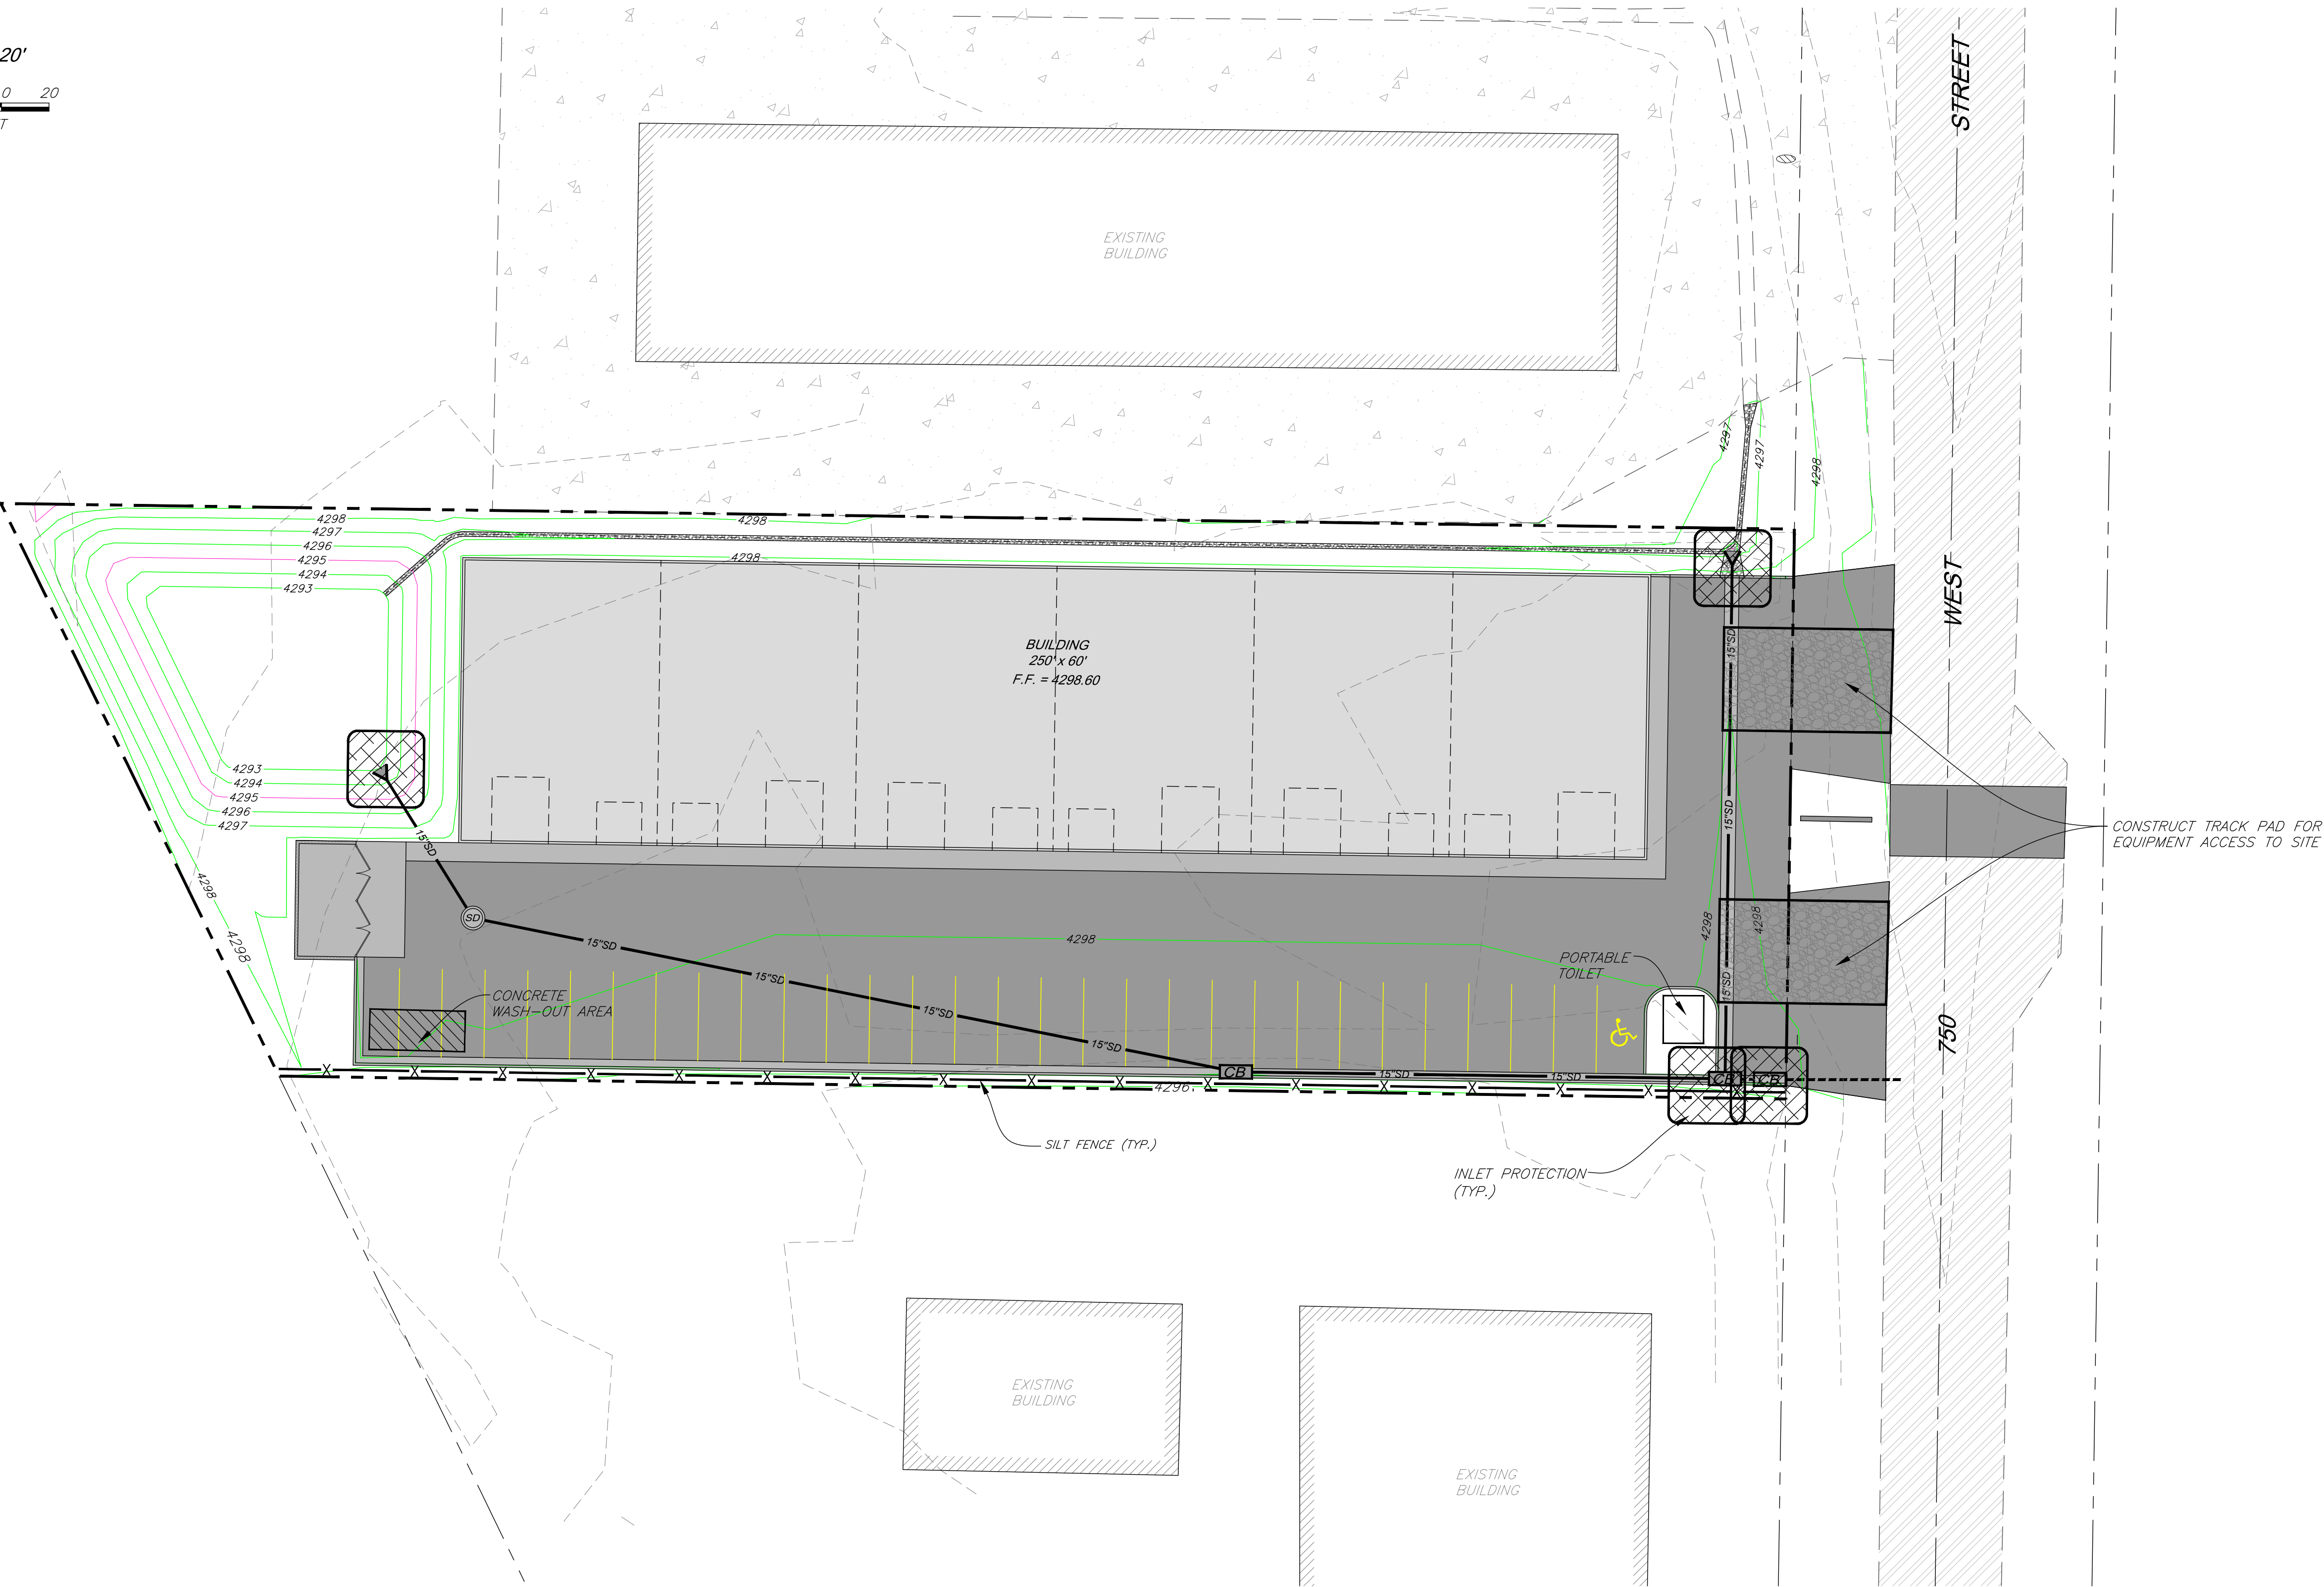 20'
0 20
T
STREET
EXISTING
BUILDING
4297
4297
4298
4298
4298
4297
4296
4295
4294
4293
4298
WEST
BUILDING
250' x 60'
F.F. = 4298.60
15"SD
4293
4294
4295
4296
4297
15"SD
15"SD
CONSTRUCT TRACK PAD FOR
EQUIPMENT ACCESS TO SITE
4298
4298
SD
15"SD
4298
4298
4298
15"SD
PORTABLE
TOILET
15"SD
CONCRETE
WASH-OUT AREA
15"SD
15"SD
750
CB
15"SD
15"SD
CB
CB
X X X X X X X X X X X X X X X X X
4296
SILT FENCE (TYP.)
INLET PROTECTION
(TYP.)
EXISTING
BUILDING
EXISTING
BUILDING